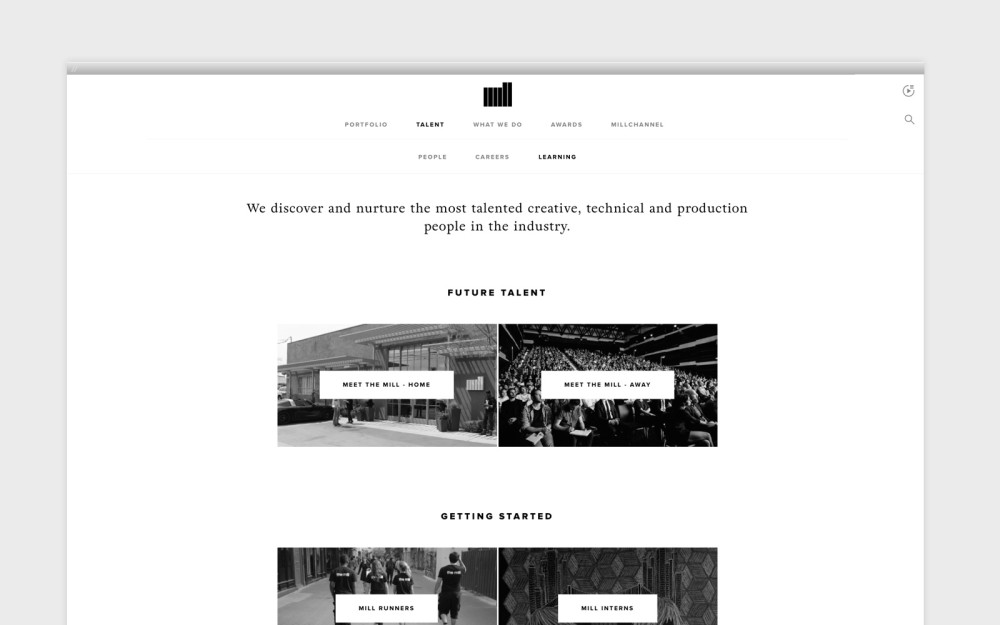 PORTFOLIO TALENT WHAT WE DO AWARDS MILLCHANNEL
PEOPLE CAREERS LEARNING
We discover and nurture the most talented creative, technical and production
people in the industry.
FUTURE TALENT
MEET THE MILL - HOME
MEET THE MILL - AWAY
GETTING STARTED
MILL RUNNERS
MILL INTERNS